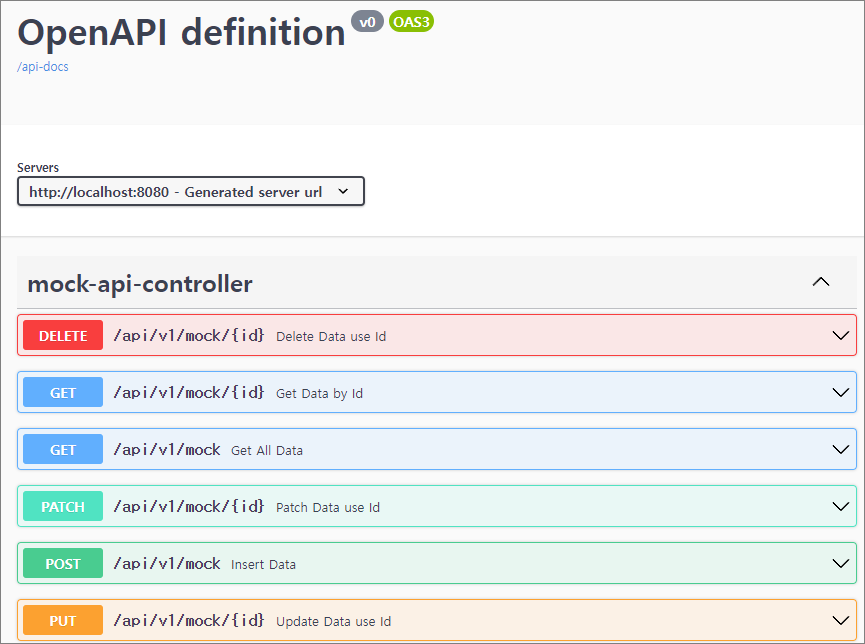 OpenAPI definition v0 OAS3
/api-docs
Servers
http://localhost:8080 - Generated server url
mock-api-controller
DELETE /api/v1/mock/{id} Delete Data use Id
GET /api/v1/mock/{id} Get Data by Id
GET /api/v1/mock Get All Data
PATCH /api/v1/mock/{id} Patch Data use Id
POST /api/v1/mock Insert Data
PUT /api/v1/mock/{id} Update Data use Id